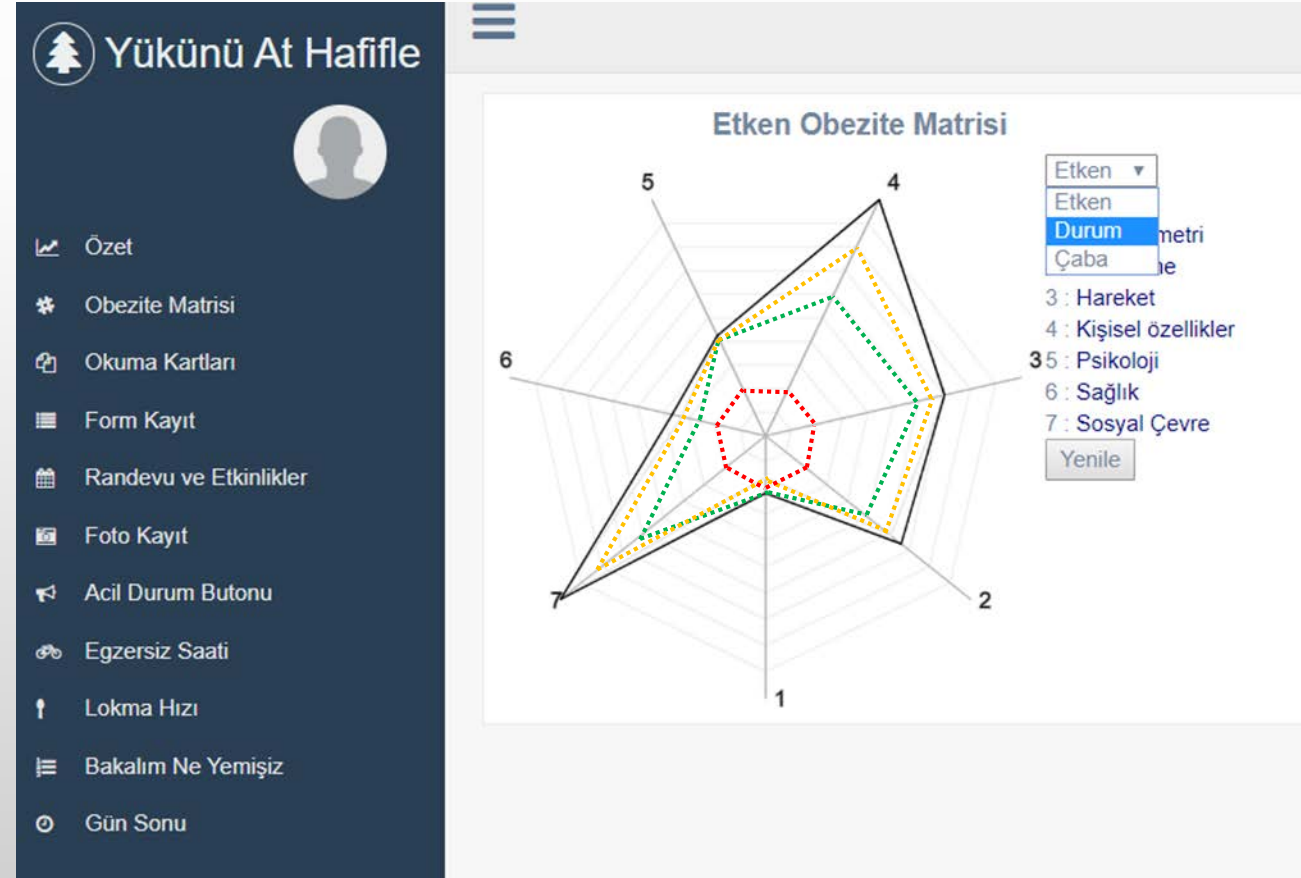 Yükünü At Hafifle
Özet
Obezite Matrisi
Okuma Kartları
Form Kayıt
Randevu ve Etkinlikler
Foto Kayıt
Acil Durum Butonu
Egzersiz Saati
Lokma Hızı
Bakalım Ne Yemişiz
Gün Sonu
Etken Obezite Matrisi
5
4
6
3
7
2
1
Etken
Etken
Durum
Çaba
metri
3 : Hareket
4 : Kişisel özellikler
5 : Psikoloji
6 : Sağlık
7 : Sosyal Çevre
Yenile